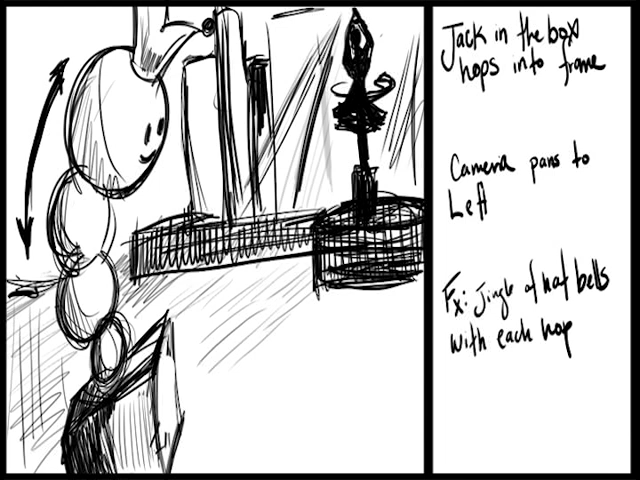 Jack in the box
hops into frame
Camera pans to
Left
Fx: Jingle of hat bells
with each hop